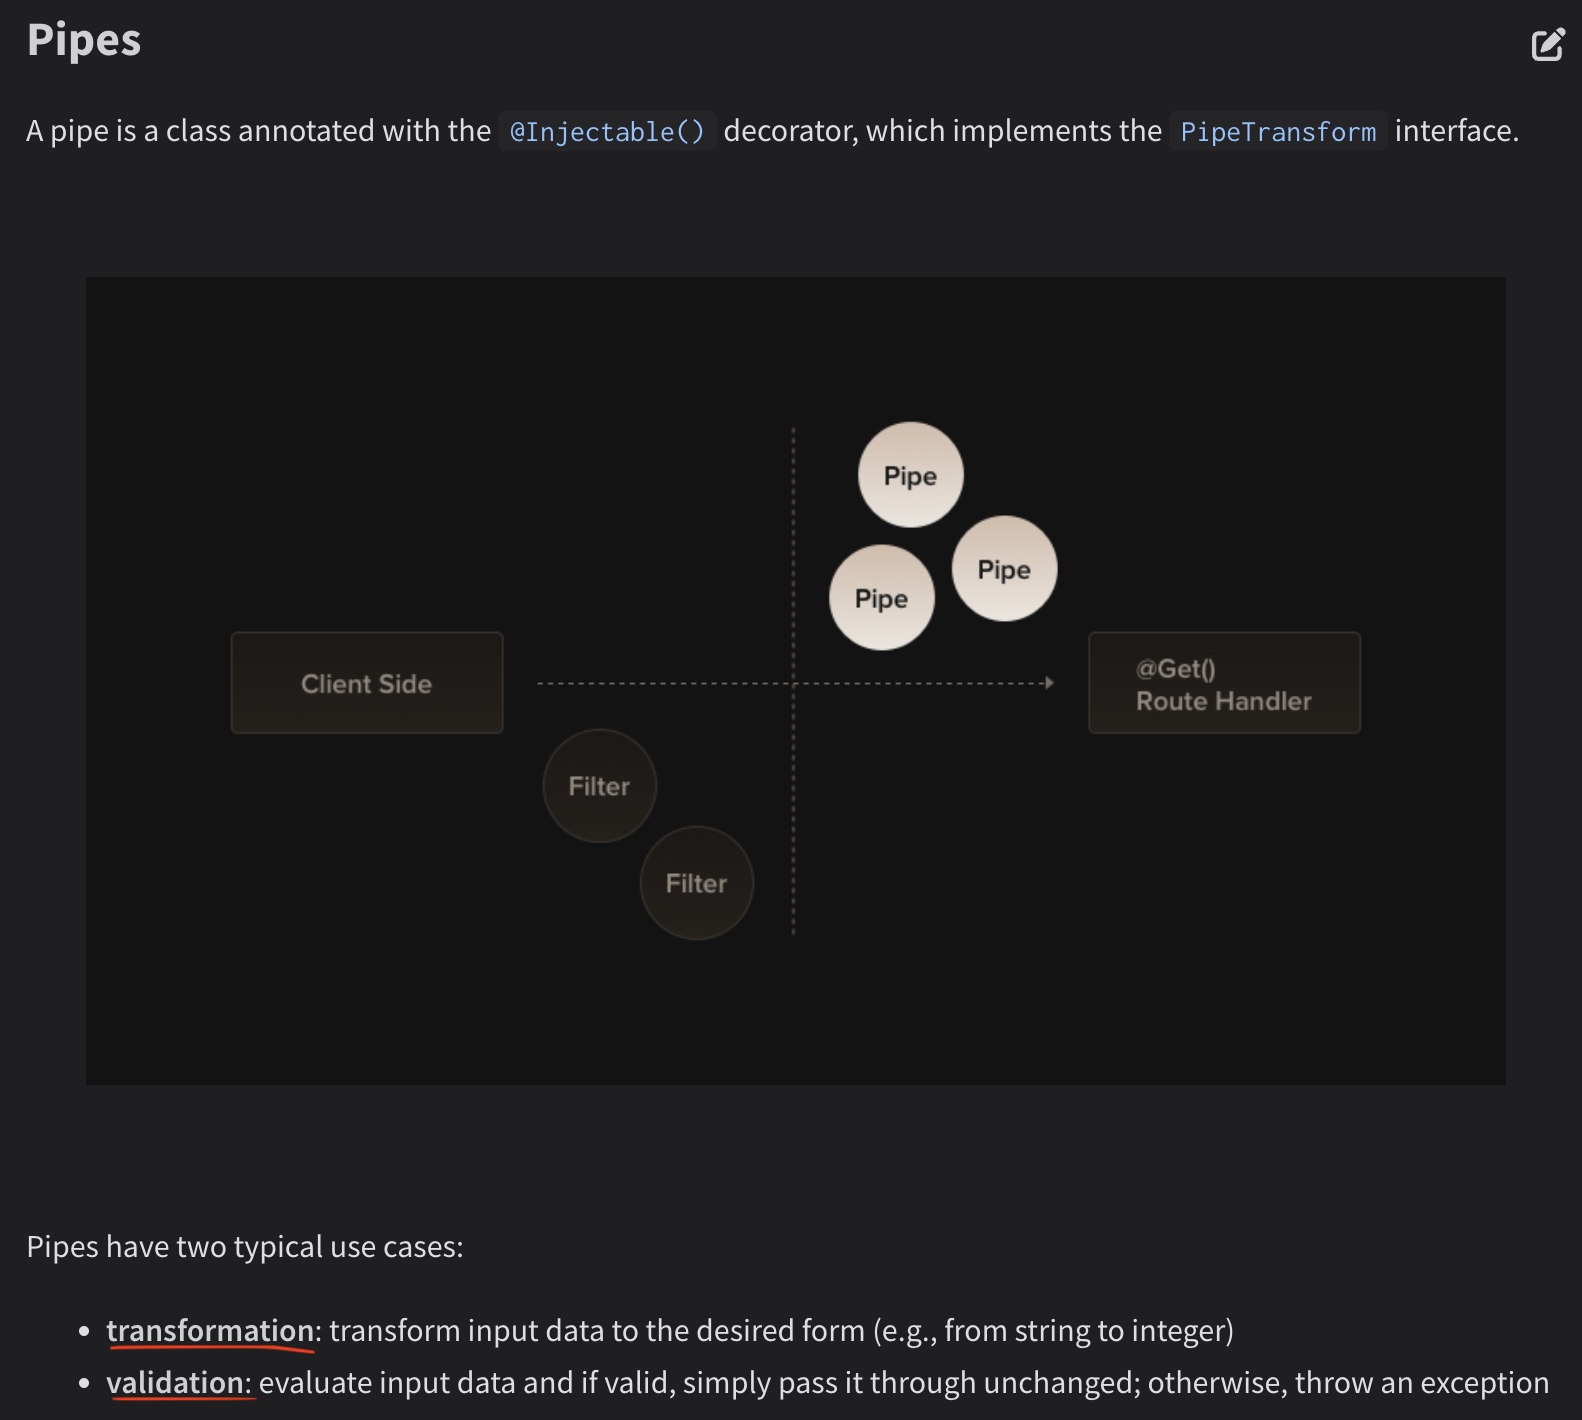 Pipes
A pipe is a class annotated with the @Injectable() decorator, which implements the PipeTransform interface.
Pipe
Pipe
Pipe
Client Side
@Get()
Route Handler
Filter
Filter
Pipes have two typical use cases:
• transformation: transform input data to the desired form (e.g., from string to integer)
• validation: evaluate input data and if valid, simply pass it through unchanged; otherwise, throw an exception